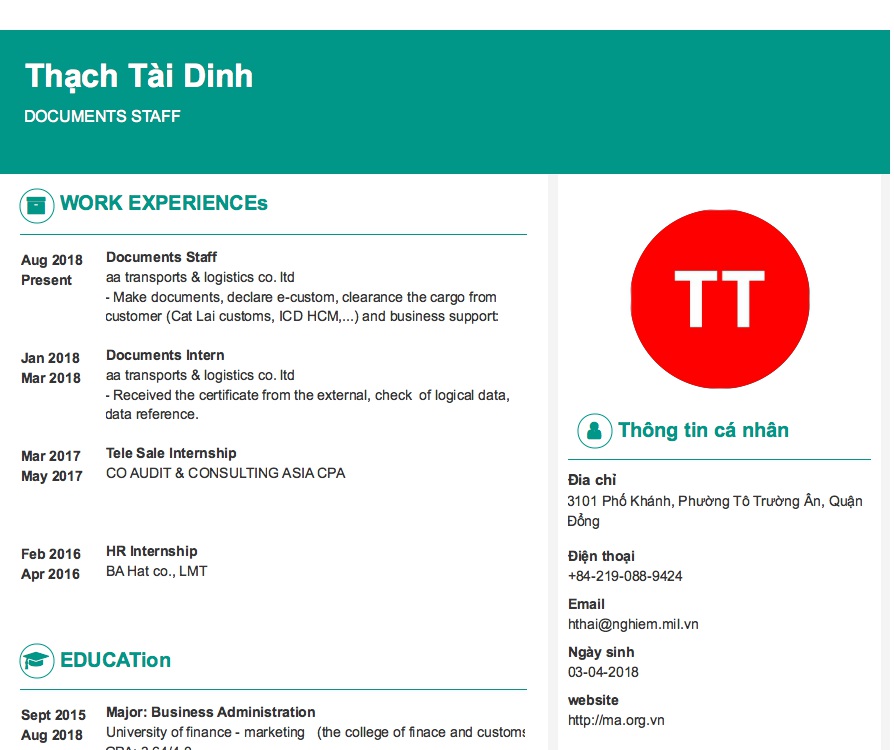 Thạch Tài Dinh
DOCUMENTS STAFF
WORK EXPERIENCEs
Aug 2018
Present
Documents Staff
aa transports & logistics co. ltd
- Make documents, declare e-custom, clearance the cargo from
customer (Cat Lai customs, ICD HCM,...) and business support:
Jan 2018
Mar 2018
Documents Intern
aa transports & logistics co. ltd
- Received the certificate from the external, check of logical data,
data reference.
Mar 2017
May 2017
Tele Sale Internship
CO AUDIT & CONSULTING ASIA CPA
Feb 2016
Apr 2016
HR Internship
BA Hat co., LMT
EDUCATion
Sept 2015
Aug 2018
Major: Business Administration
University of finance - marketing (the college of finace and customs
TT
Thông tin cá nhân
Đia chỉ
3101 Phố Khánh, Phường Tô Trường Ân, Quận
Đổng
Điện thoại
+84-219-088-9424
Email
hthai@nghiem.mil.vn
Ngày sinh
03-04-2018
website
http://ma.org.vn